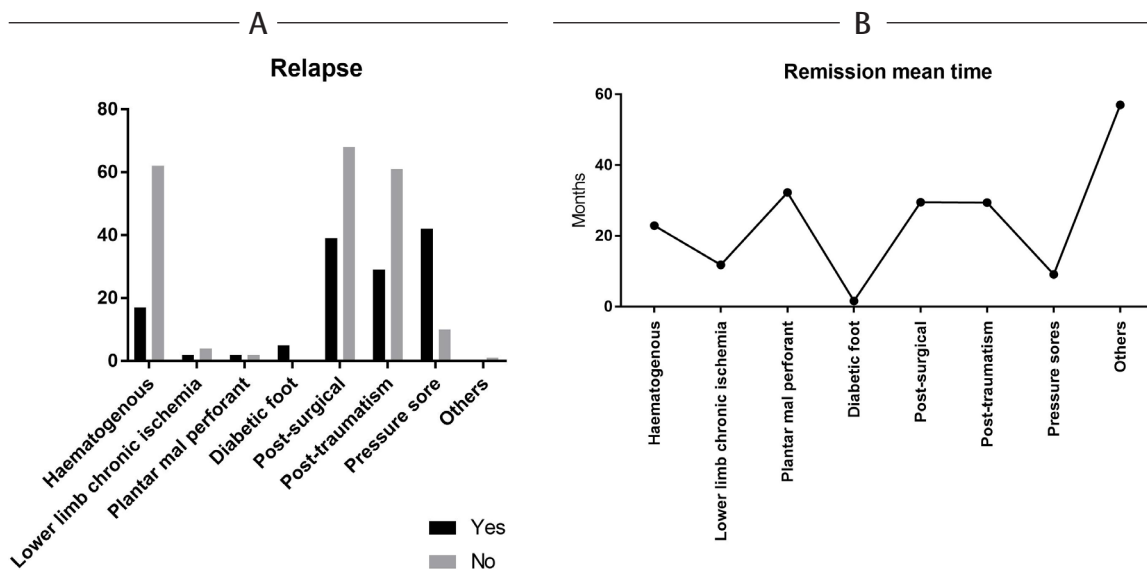 A
Relapse
80
60
40
20
0
Haematogenous
Lower limb chronic ischemia
Plantar mal perforant
Diabetic foot
Post-surgical
Post-traumatism
Pressure sore
Others
Yes
No
B
Remission mean time
Months
60
40
20
0
Haematogenous
Lower limb chronic ischemia
Plantar mal perforant
Diabetic foot
Post-surgical
Post-traumatism
Pressure sores
Others